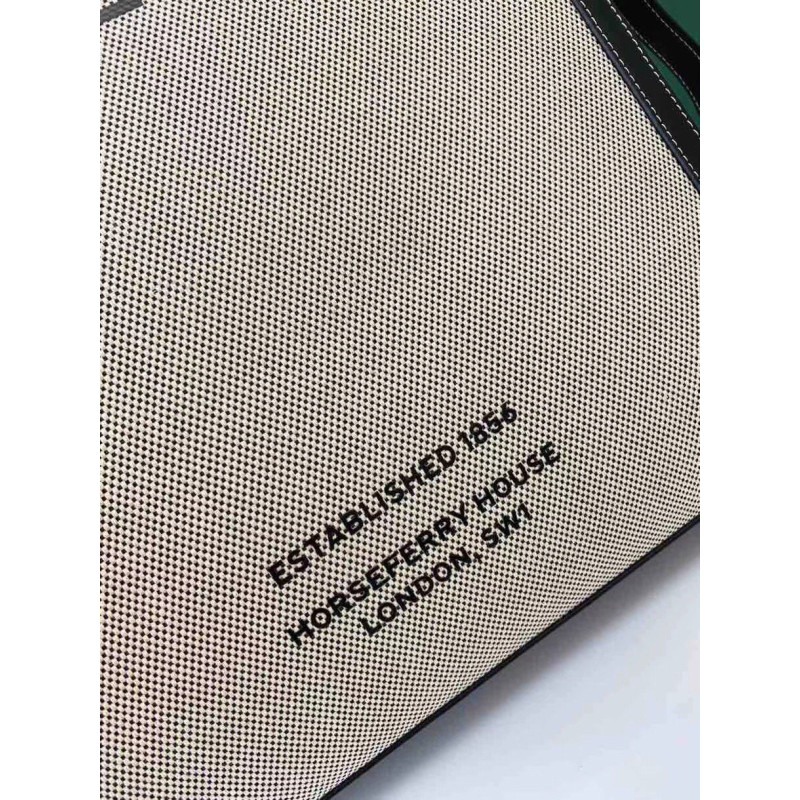 ESTABLISHED 1856
HORSEFERRY HOUSE
LONDON, SW1